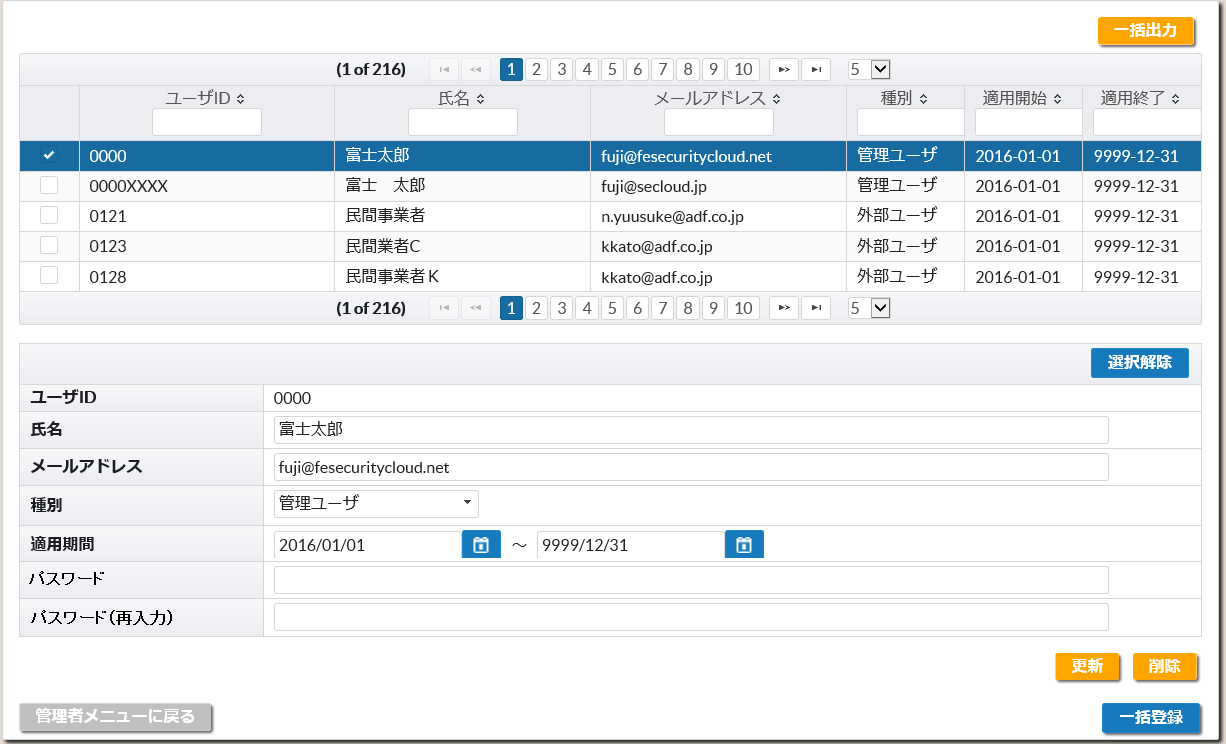 一括出力
(1 of 216) 1 2 3 4 5 6 7 8 9 10 5
ユーザID 氏名 メールアドレス 種別 適用開始 適用終了
0000 富士太郎 fuji@fesecuritycloud.net 管理ユーザ 2016-01-01 9999-12-31
0000XXXX 富士　太郎 fuji@secloud.jp 管理ユーザ 2016-01-01 9999-12-31
0121 民間事業者 n.yuusuke@adf.co.jp 外部ユーザ 2016-01-01 9999-12-31
0123 民間業者C kkato@adf.co.jp 外部ユーザ 2016-01-01 9999-12-31
0128 民間事業者Ｋ kkato@adf.co.jp 外部ユーザ 2016-01-01 9999-12-31
(1 of 216) 1 2 3 4 5 6 7 8 9 10 5
選択解除
ユーザID 0000
氏名 富士太郎
メールアドレス fuji@fesecuritycloud.net
種別 管理ユーザ
適用期間 2016/01/01 ～ 9999/12/31
パスワード
パスワード(再入力)
更新 削除
管理者メニューに戻る 一括登録